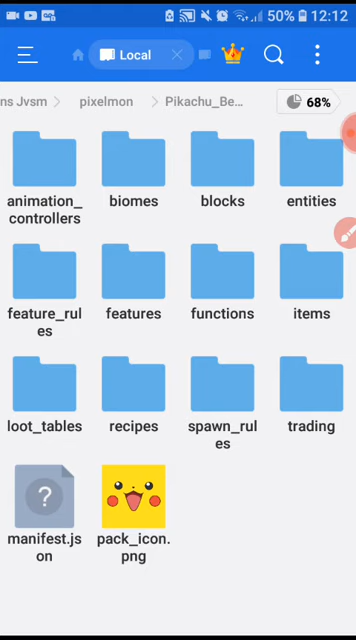 50% 12:12
Local
ns Jvsm
pixelmon
Pikachu_Be...
68%
animation_
controllers
biomes
blocks
entities
feature_rul
es
features
functions
items
loot_tables
recipes
spawn_rul
es
trading
?
manifest.js
on
pack_icon.
png